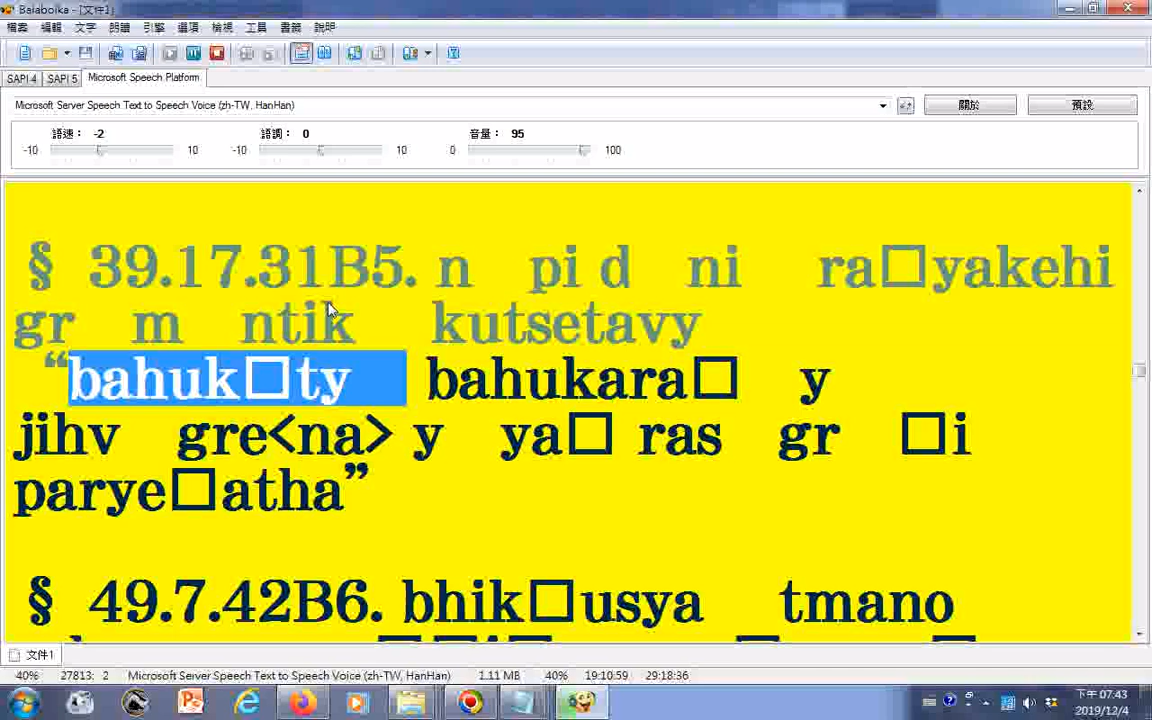 Balabolka - [文件1]
檔案 編輯 文字 朗讀 引擎 選項 檢視 工具 書籤 說明
SAPI 4 SAPI 5 Microsoft Speech Platform
Microsoft Server Speech Text to Speech Voice (zh-TW, HanHan) 關於 預設
語速: -2 語調: 0 音量: 95
-10 10 -10 10 0 100
§ 39.17.31B5. n pi d ni ra□yakehi
gr m ntik kutsetavy
“bahuk□ty bahukara□ y
jihv gre<na> y ya□ ras gr □i
parye□atha”
§ 49.7.42B6. bhik□usya tmano
文件1
40% 27813: 2 Microsoft Server Speech Text to Speech Voice (zh-TW, HanHan) 1.11 MB 40% 19:10:59 29:18:36
下午 07:43
2019/12/4